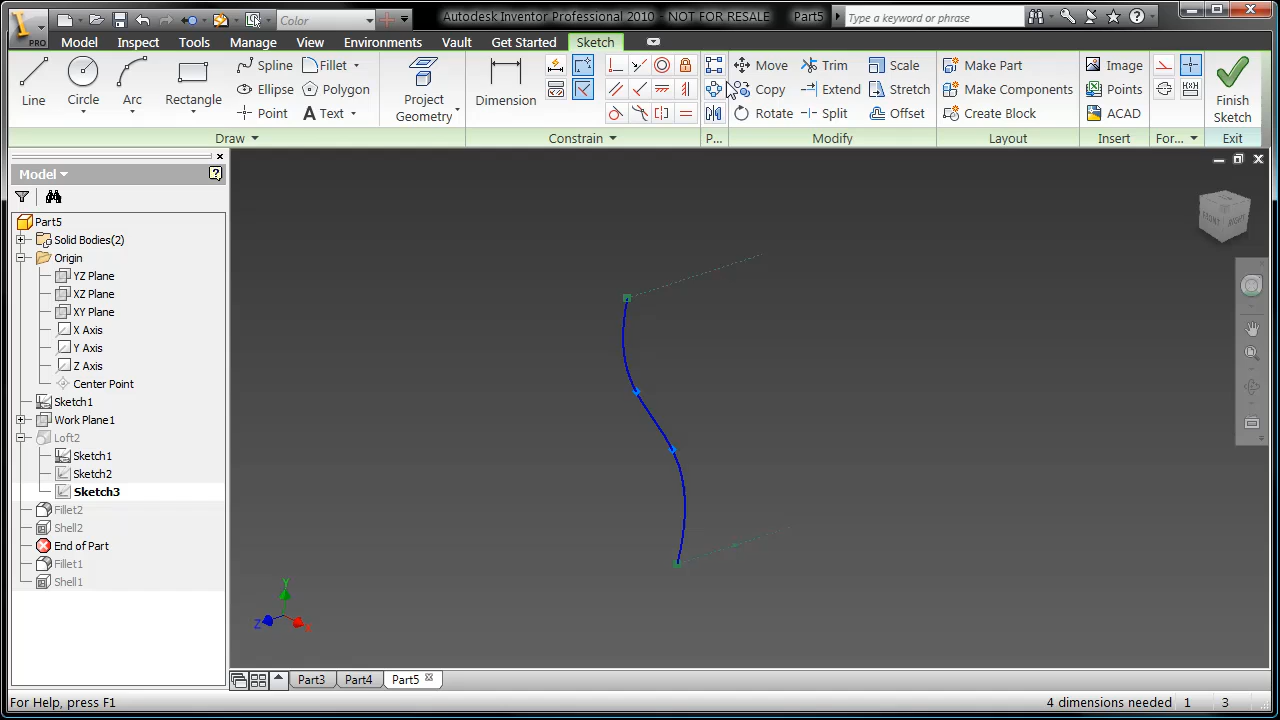 Color
Autodesk Inventor Professional 2010 - NOT FOR RESALE Part5
Type a keyword or phrase
PRO
Model Inspect Tools Manage View Environments Vault Get Started Sketch
Line Circle Arc Rectangle
Spline Fillet
Ellipse Polygon
Point Text
Project Geometry
Dimension
Move Trim Scale
Copy Extend Stretch
Rotate Split Offset
Make Part
Make Components
Create Block
Image
Points
ACAD
Finish Sketch
Draw Constrain P... Modify Layout Insert For... Exit
Model
Part5
Solid Bodies(2)
Origin
YZ Plane
XZ Plane
XY Plane
X Axis
Y Axis
Z Axis
Center Point
Sketch1
Work Plane1
Loft2
Sketch1
Sketch2
Sketch3
Fillet2
Shell2
End of Part
Fillet1
Shell1
FRONT RIGHT
Y
Z X
Part3 Part4 Part5
For Help, press F1 4 dimensions needed 1 3